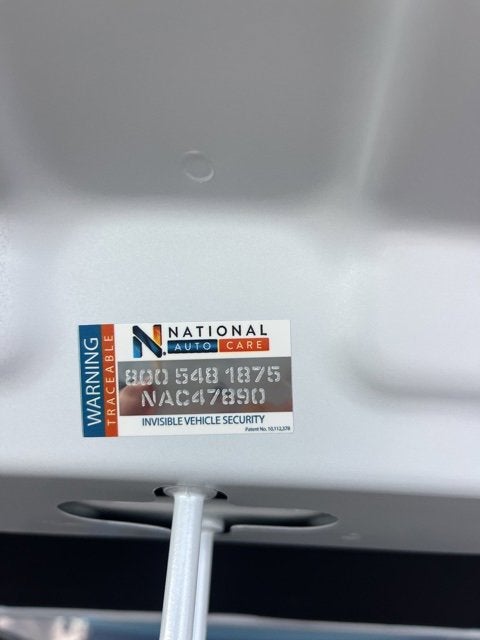 WARNING
TRACEABLE
NATIONAL
AUTO CARE
800 548 1875
NAC47890
INVISIBLE VEHICLE SECURITY
Patent No. 10,112,378